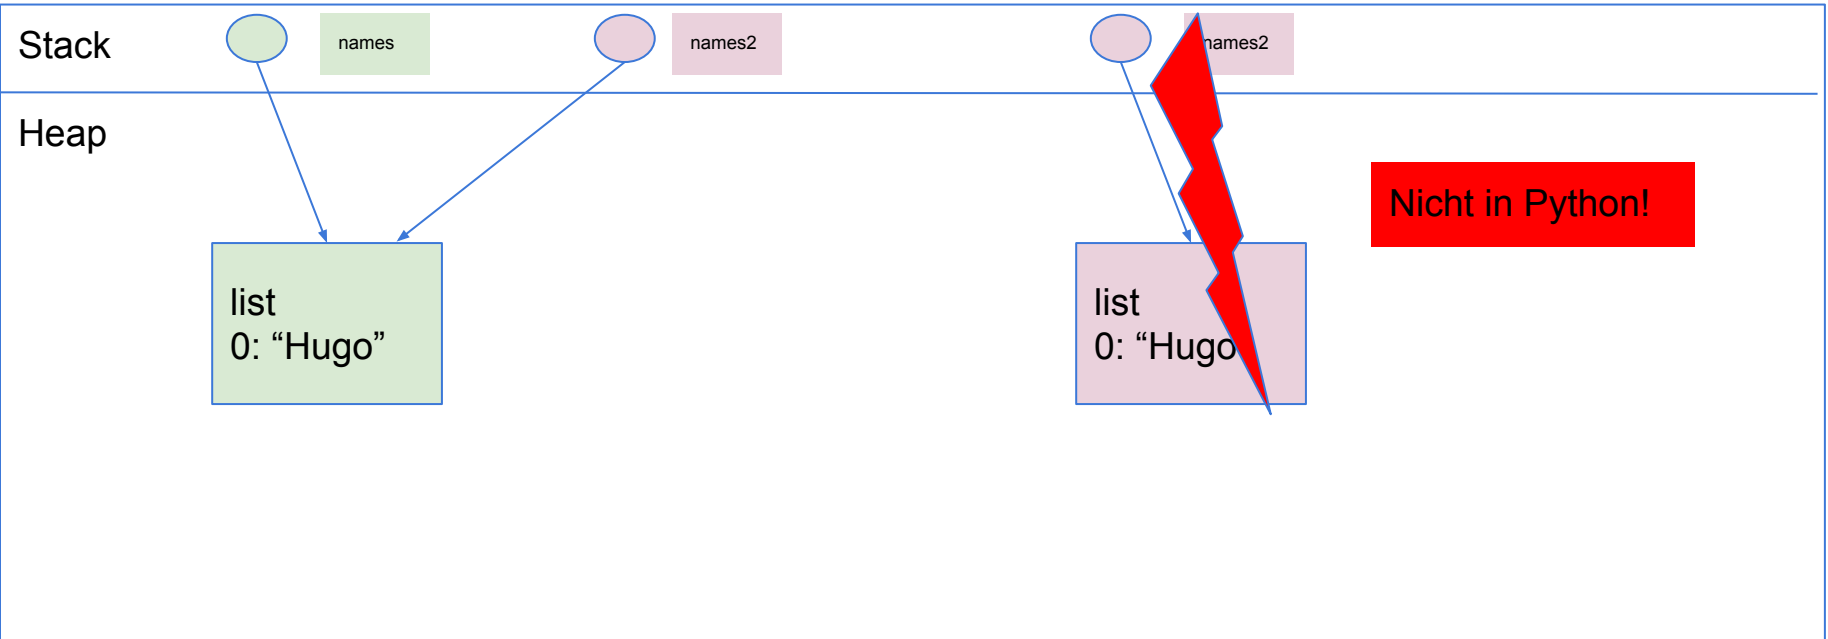 Stack
names
names2
names2
Heap
Nicht in Python!
list
0: “Hugo”
list
0: “Hugo